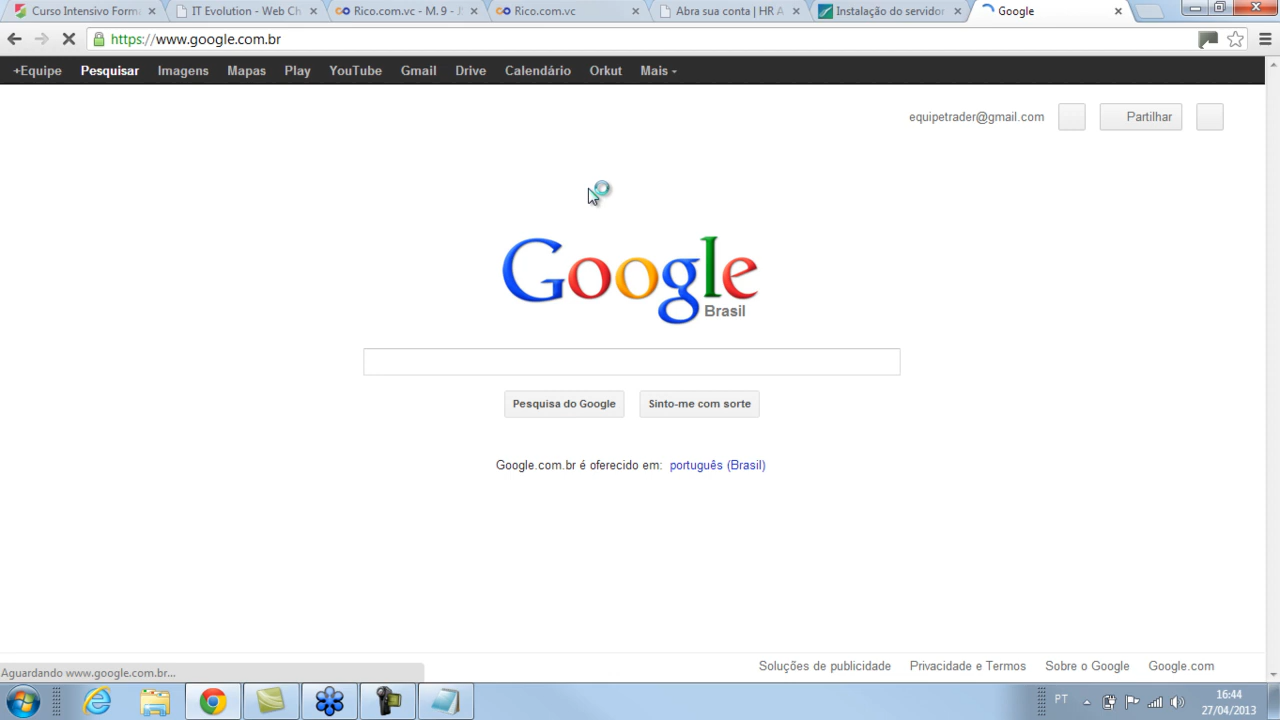 Curso Intensivo Forma
IT Evolution - Web Ch
Rico.com.vc - M. 9 - J
Rico.com.vc
Abra sua conta | HR A
Instalação do servidor
Google
https://www.google.com.br
+Equipe Pesquisar Imagens Mapas Play YouTube Gmail Drive Calendário Orkut Mais
equipetrader@gmail.com Partilhar
Google
Brasil
Pesquisa do Google Sinto-me com sorte
Google.com.br é oferecido em: português (Brasil)
Soluções de publicidade Privacidade e Termos Sobre o Google Google.com
Aguardando www.google.com.br...
PT 16:44
27/04/2013